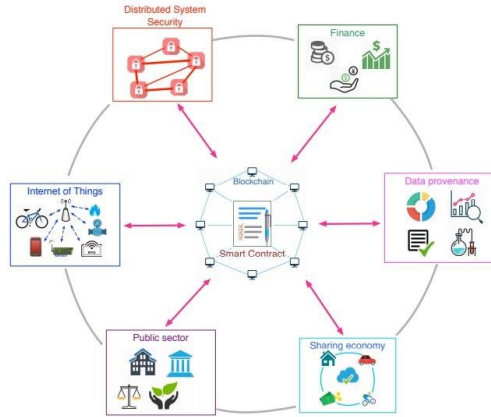 Distributed System
Security
Finance
Internet of Things
Blockchain
Smart Contract
Data provenance
Public sector
Sharing economy